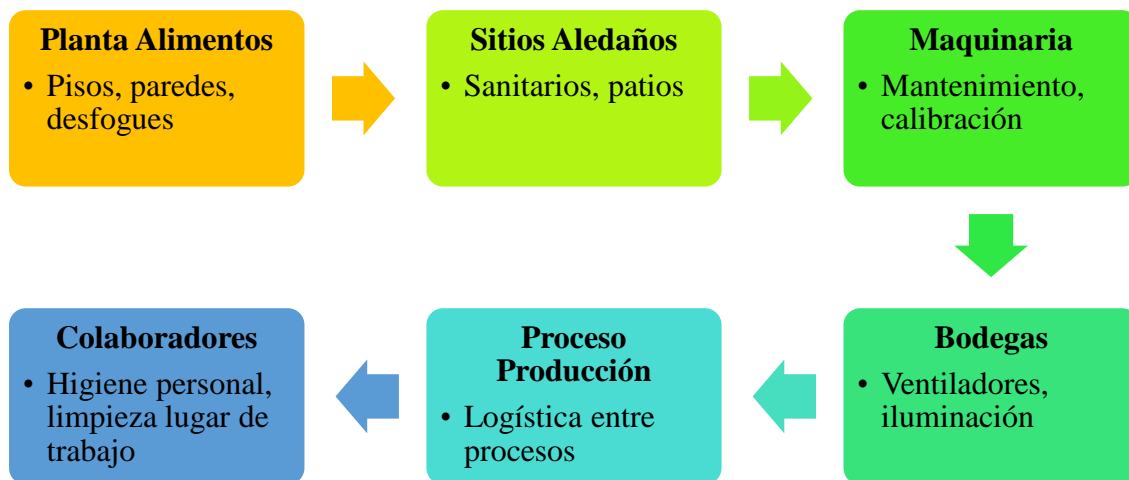 Planta Alimentos
• Pisos, paredes,
desfogues
Sitios Aledaños
• Sanitarios, patios
Maquinaria
• Mantenimiento,
calibración
Bodegas
• Ventiladores,
iluminación
Proceso
Producción
• Logística entre
procesos
Colaboradores
• Higiene personal,
limpieza lugar de
trabajo